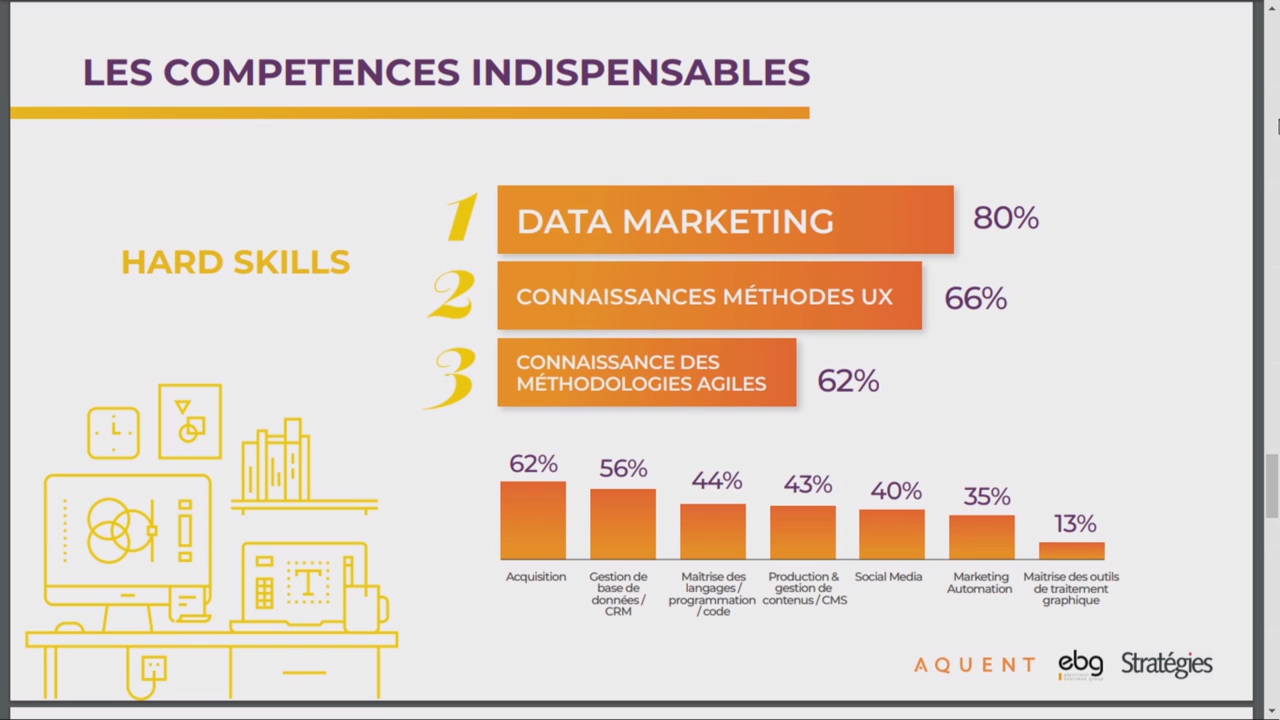 LES COMPETENCES INDISPENSABLES
HARD SKILLS
1
DATA MARKETING
80%
2
CONNAISSANCES MÉTHODES UX
66%
3
CONNAISSANCE DES
MÉTHODOLOGIES AGILES
62%
62%
56%
44%
43%
40%
35%
13%
Acquisition
Gestion de
base de
données /
CRM
Maîtrise des
langages /
programmation
/ code
Production &
gestion de
contenus / CMS
Social Media
Marketing
Automation
Maitrise des outils
de traitement
graphique
T
AQUENT
ebg
Stratégies